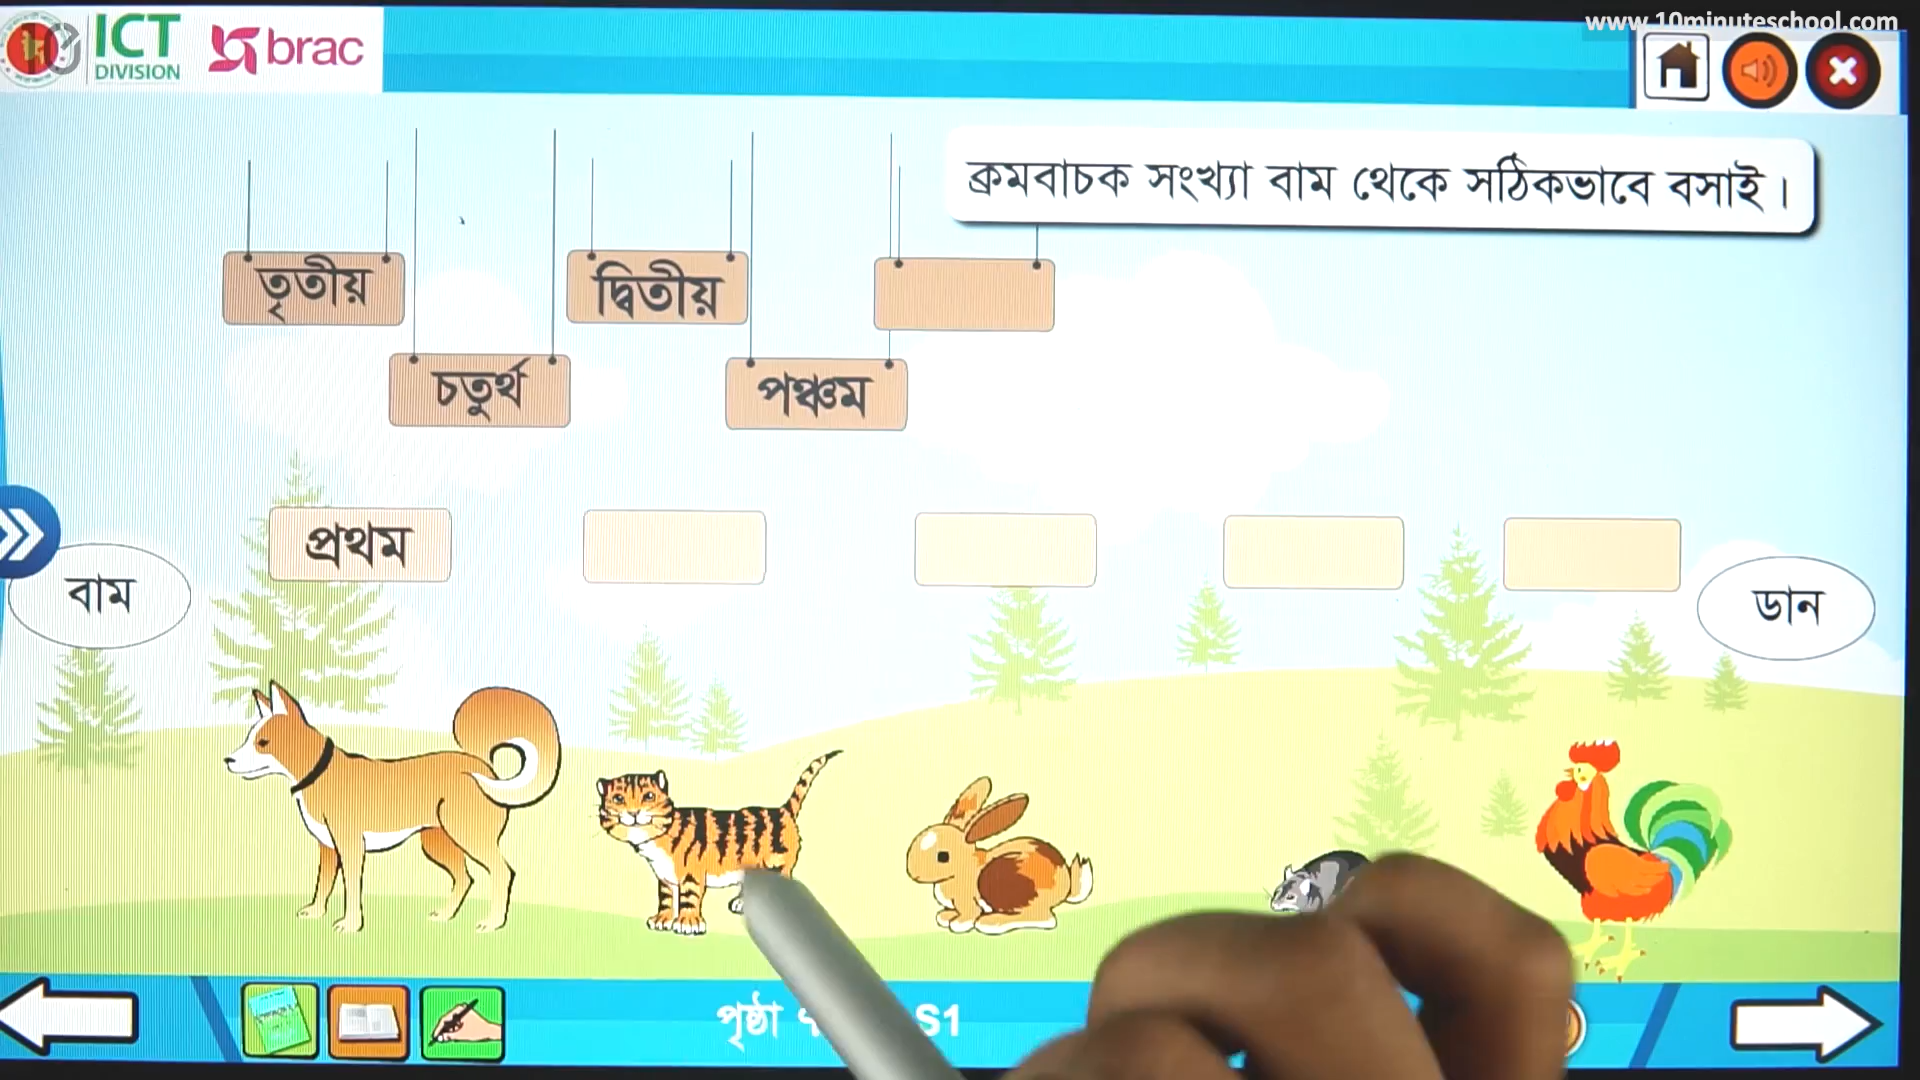 www.10minuteschool.com
ICT
DIVISION
brac
ক্রমবাচক সংখ্যা বাম থেকে সঠিকভাবে বসাই।
তৃতীয়
দ্বিতীয়
চতুর্থ
পঞ্চম
প্রথম
বাম
ডান
পৃষ্ঠা
S1